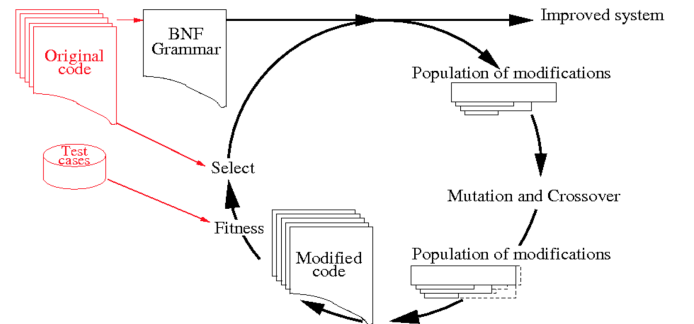 Original
code
BNF
Grammar
Improved system
Population of modifications
Test
cases
Select
Mutation and Crossover
Fitness
Modified
code
Population of modifications